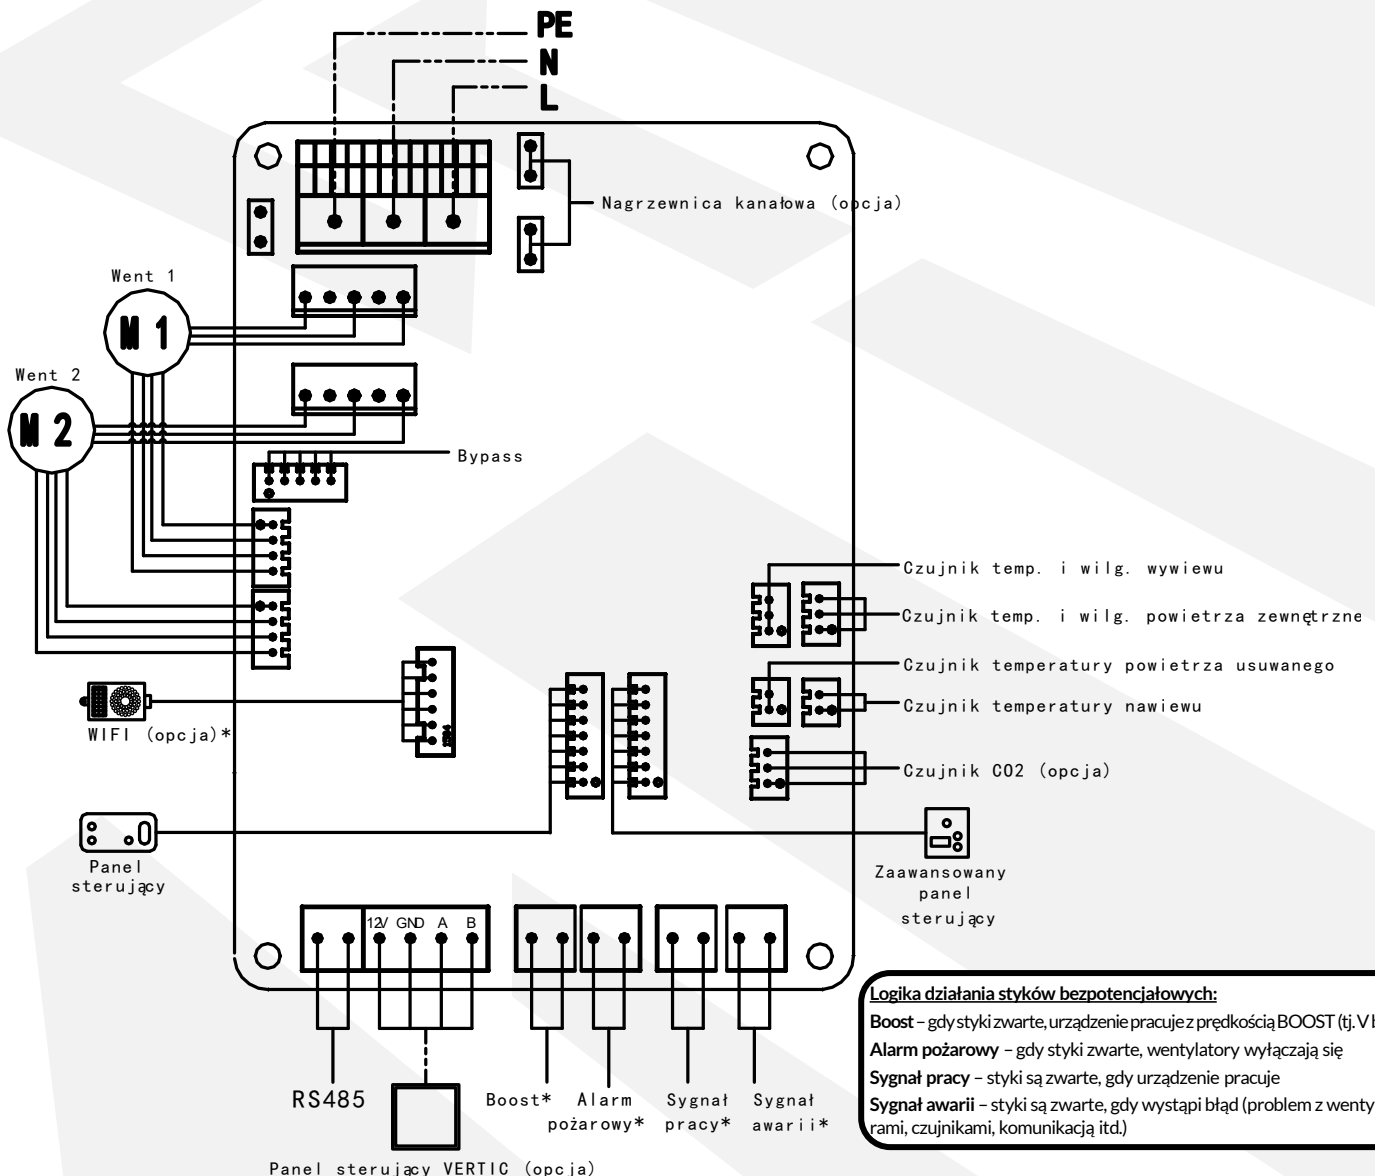 PE
N
L
Nagrzewnica kanałowa (opcja)
Went 1
M 1
Went 2
M 2
Bypass
Czujnik temp. i wilg. wywiewu
Czujnik temp. i wilg. powietrza zewnętrzne
Czujnik temperatury powietrza usuwanego
Czujnik temperatury nawiewu
WIFI (opcja)*
Czujnik CO2 (opcja)
Panel
sterujący
Zaawansowany
panel
sterujący
12V GND A B
RS485
Boost*
Alarm
pożarowy*
Sygnał
pracy*
Sygnał
awarii*
Panel sterujący VERTIC (opcja)
Logika działania styków bezpotencjałowych:
Boost – gdy styki zwarte, urządzenie pracuje z prędkością BOOST (tj. V b
Alarm pożarowy – gdy styki zwarte, wentylatory wyłączają się
Sygnał pracy – styki są zwarte, gdy urządzenie pracuje
Sygnał awarii – styki są zwarte, gdy wystąpi błąd (problem z wenty
rami, czujnikami, komunikacją itd.)